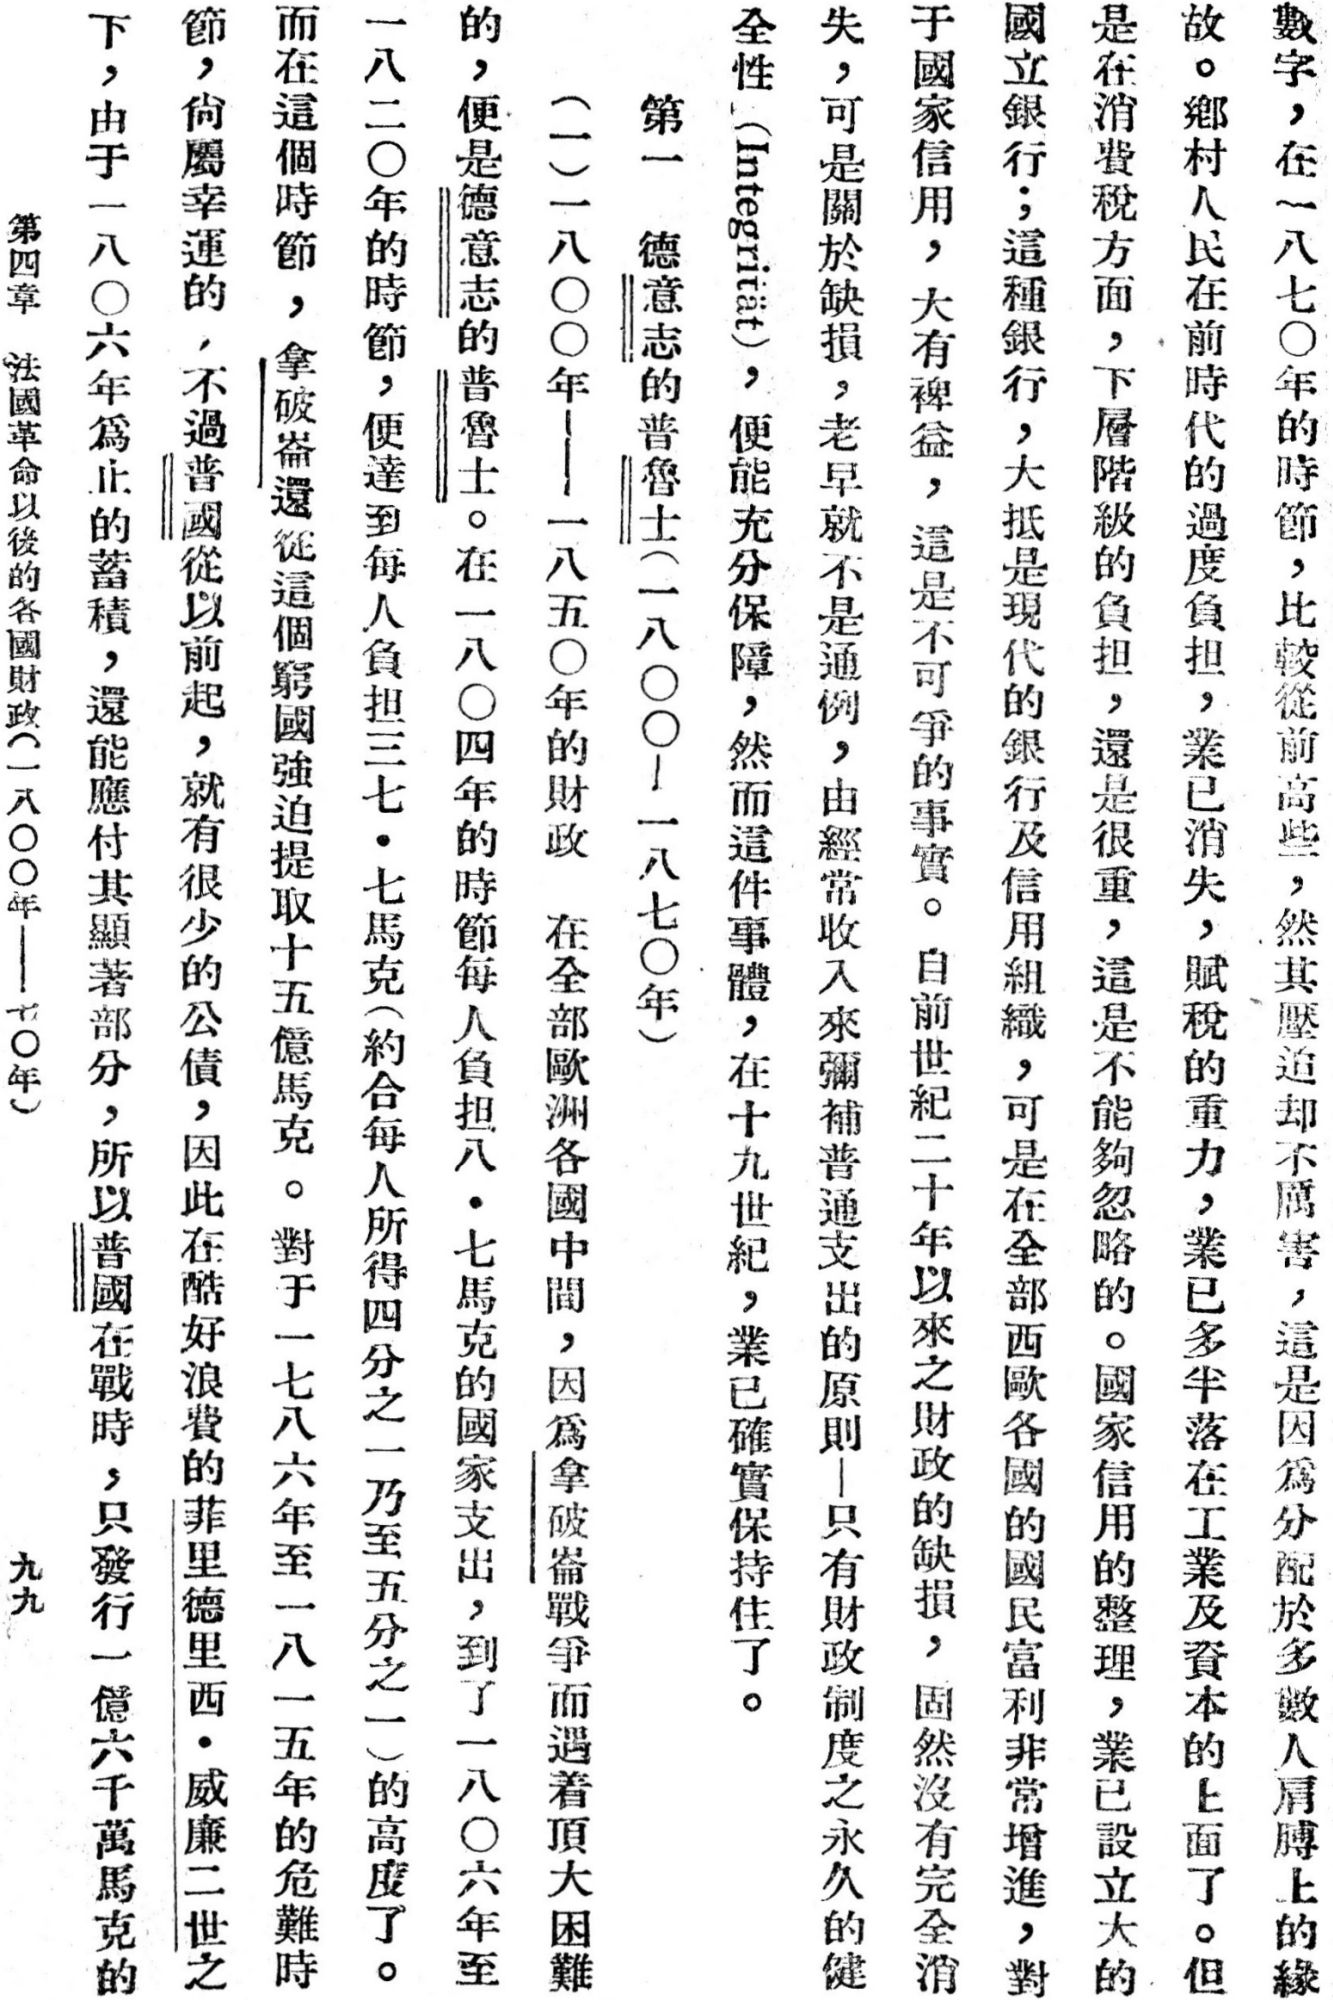 數字，在一八七〇年的時節，比較從前高些，然其壓迫却不厲害，這是因爲分配於多數人肩膊上的緣
故。鄉村人民在前時代的過度負担，業已消失，賦稅的重力，業已多半落在工業及資本的上面了。但
是在消費稅方面，下層階級的負担，還是很重，這是不能夠忽略的。國家信用的整理，業已設立大的
國立銀行；這種銀行，大抵是現代的銀行及信用組織，可是在全部西歐各國的國民富利非常增進，對
于國家信用，大有裨益，這是不可爭的事實。自前世紀二十年以來之財政的缺損，固然沒有完全消
失，可是關於缺損，老早就不是通例，由經常收入來彌補普通支出的原則—只有財政制度之永久的健
全性（Integrität），便能充分保障，然而這件事體，在十九世紀，業已確實保持住了。
第一　德意志的普魯士（一八〇〇—一八七〇年）
（一）一八〇〇年——一八五〇年的財政　在全部歐洲各國中間，因爲拿破崙戰爭而遇着頂大困難
的，便是德意志的普魯士。在一八〇四年的時節每人負担八·七馬克的國家支出，到了一八〇六年至
一八二〇年的時節，便達到每人負担三七·七馬克（約合每人所得四分之一乃至五分之一）的高度了。
而在這個時節，拿破崙還從這個窮國強迫提取十五億馬克。對于一七八六年至一八一五年的危難時
節，尙屬幸運的，不過普國從以前起，就有很少的公債，因此在酷好浪費的菲里德里西·威廉二世之
下，由于一八〇六年爲止的蓄積，還能應付其顯著部分，所以普國在戰時，只發行一億六千萬馬克的
第四章　法國革命以後的各國財政（一八〇〇年——七〇年）　九九